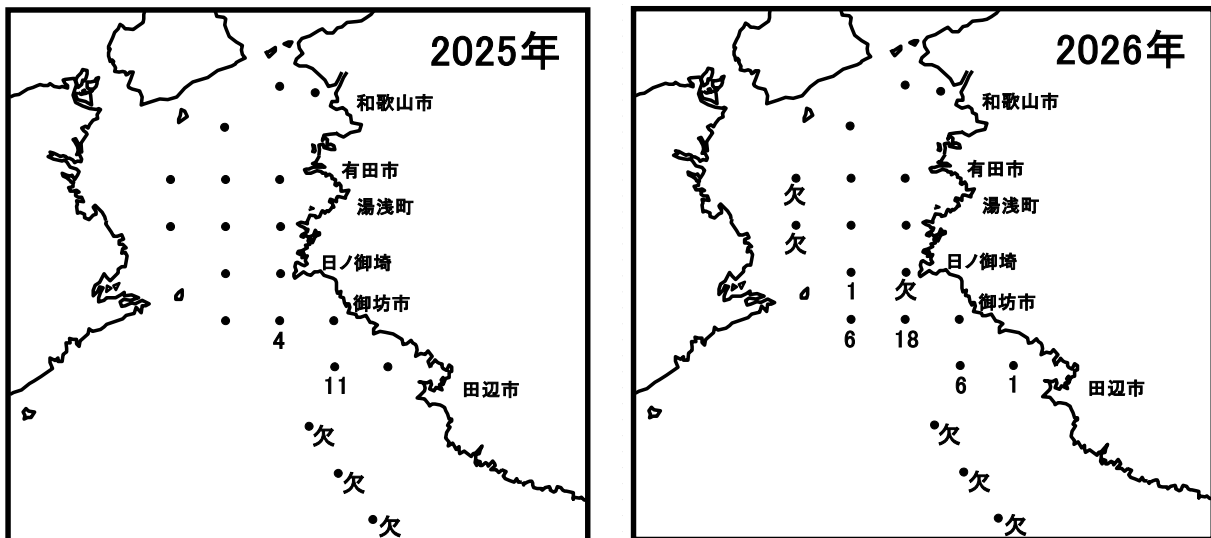 2025年
和歌山市
有田市
湯浅町
日ノ御埼
御坊市
4
11
田辺市
欠
欠
欠
2026年
和歌山市
有田市
欠
湯浅町
欠
日ノ御埼
1
欠
御坊市
6
18
6
1
田辺市
欠
欠
欠